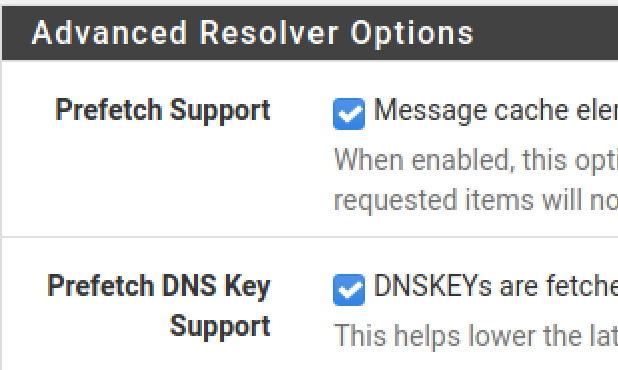 Advanced Resolver Options
Prefetch Support
Message cache
When enabled, this
requested items will
Prefetch DNS Key
Support
DNSKEYs are
This helps lower the